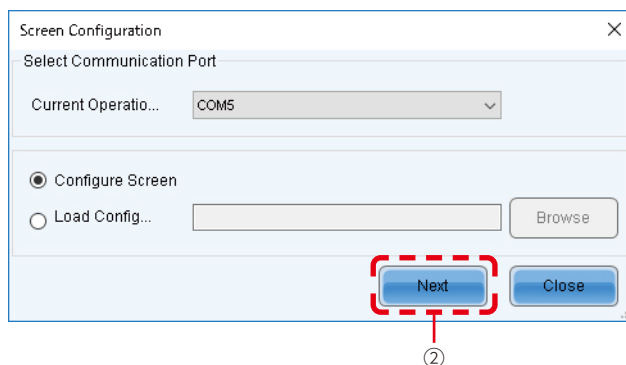 Screen Configuration
Select Communication Port
Current Operatio...
COM5
Configure Screen
Load Config...
Browse
Next
Close
②